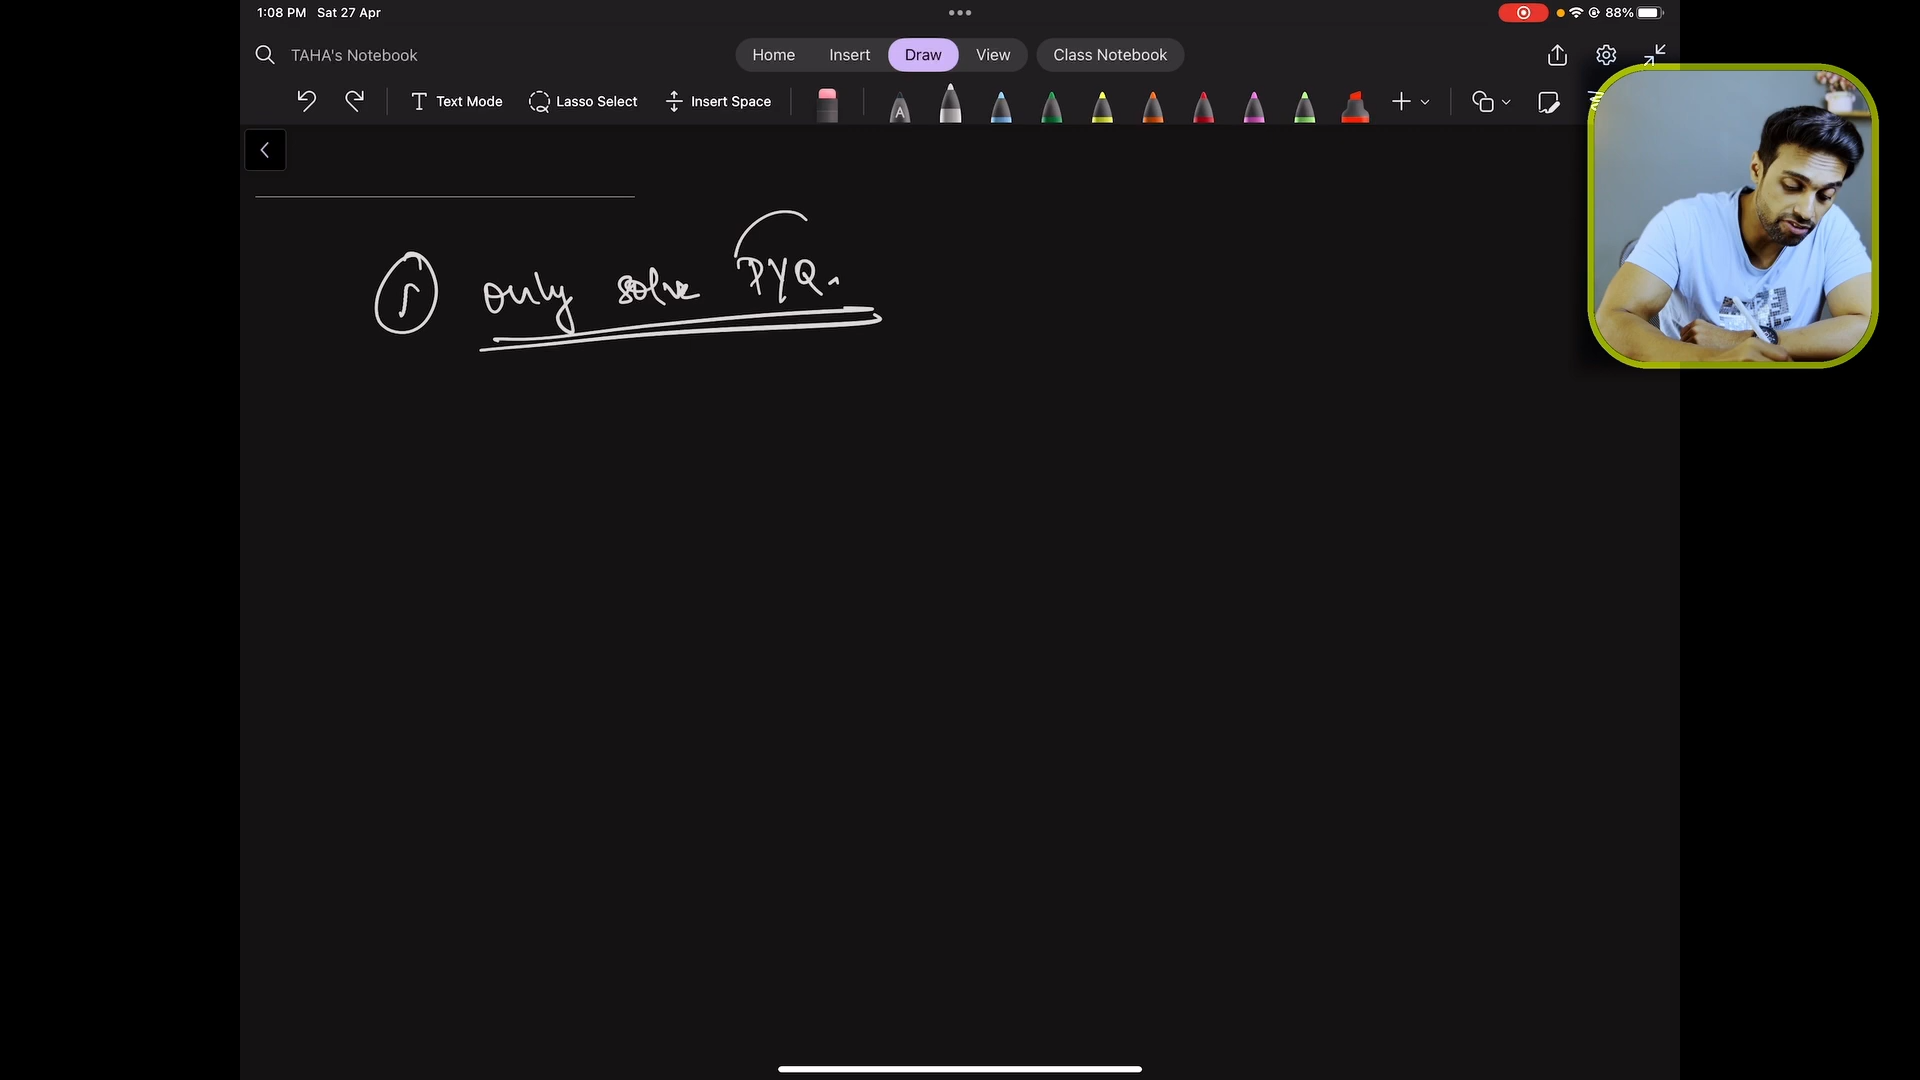 1:08 PM Sat 27 Apr
88%
TAHA's Notebook
Home Insert Draw View Class Notebook
Text Mode Lasso Select Insert Space
A
① only solve PYQ.